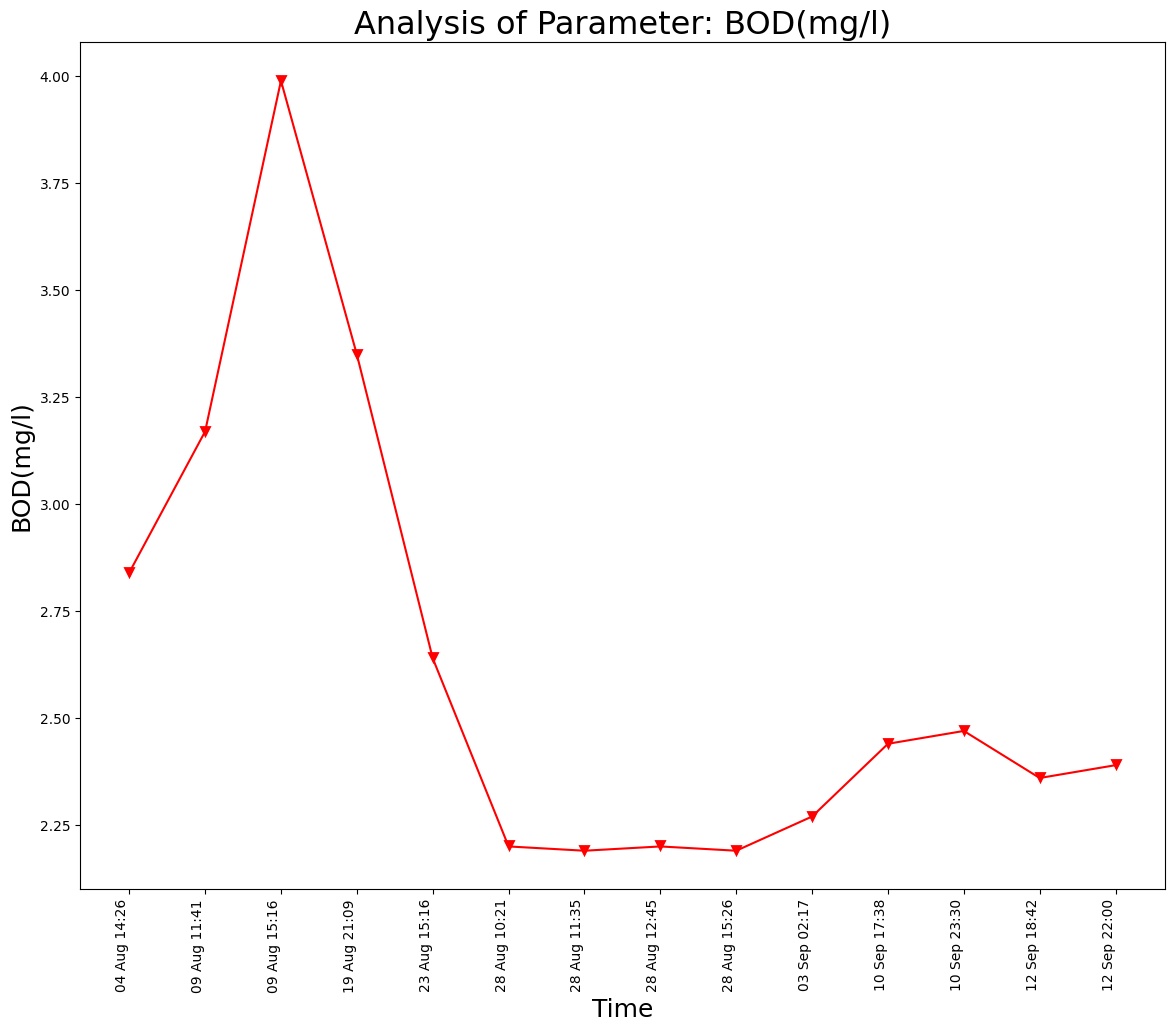 Analysis of Parameter: BOD(mg/l)
BOD(mg/l)
4.00
3.75
3.50
3.25
3.00
2.75
2.50
2.25
04 Aug 14:26
09 Aug 11:41
09 Aug 15:16
19 Aug 21:09
23 Aug 15:16
28 Aug 10:21
28 Aug 11:35
28 Aug 12:45
28 Aug 15:26
03 Sep 02:17
10 Sep 17:38
10 Sep 23:30
12 Sep 18:42
12 Sep 22:00
Time